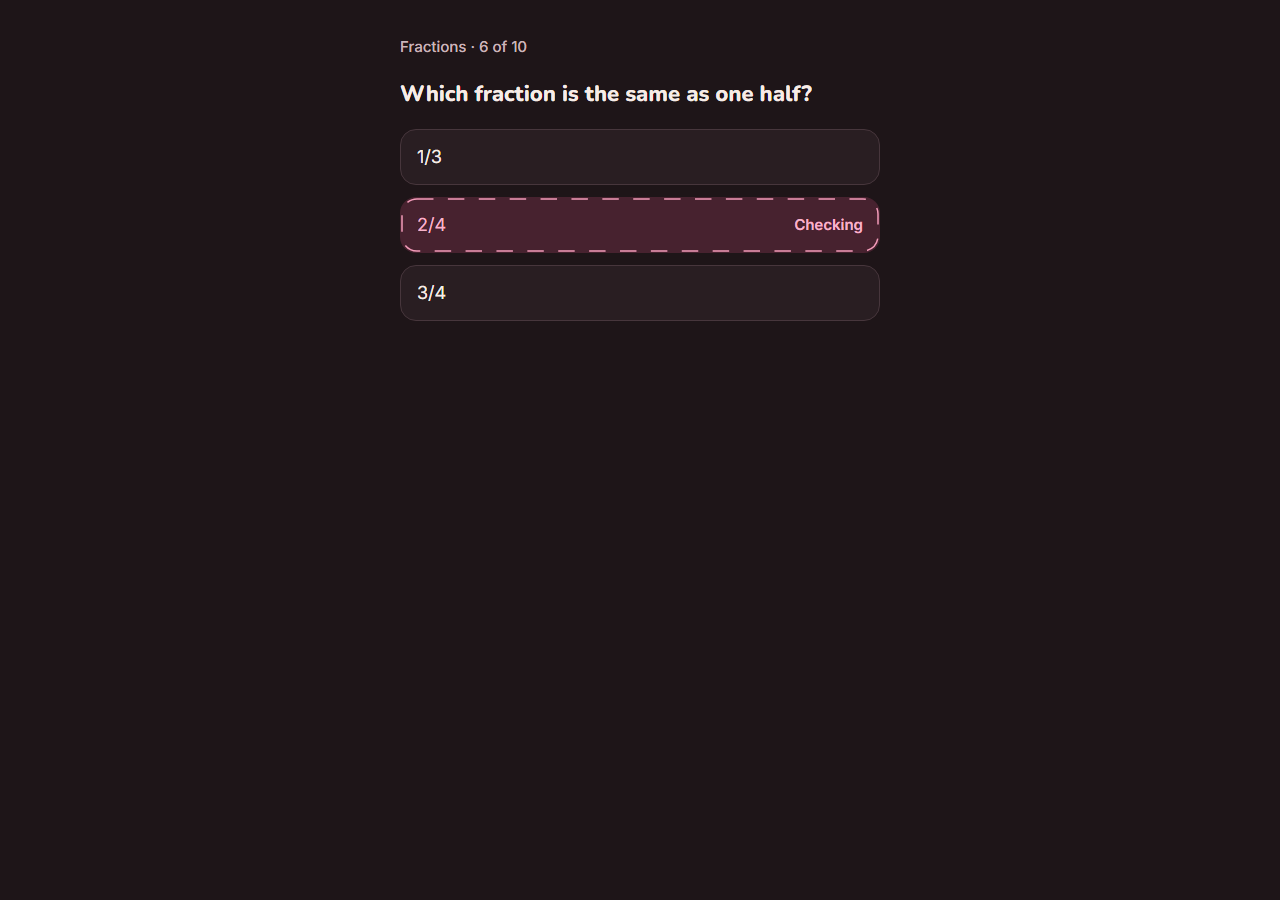 Fractions · 6 of 10
Which fraction is the same as one half?
1/3
2/4 Checking
3/4